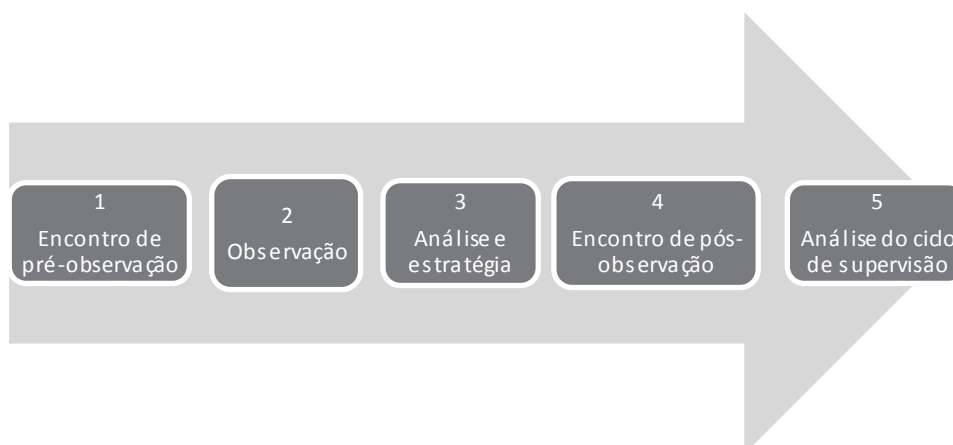 1
Encontro de
pré-observação
2
Observação
3
Análise e
estratégia
4
Encontro de pós-
observação
5
Análise do ciclo
de supervisão